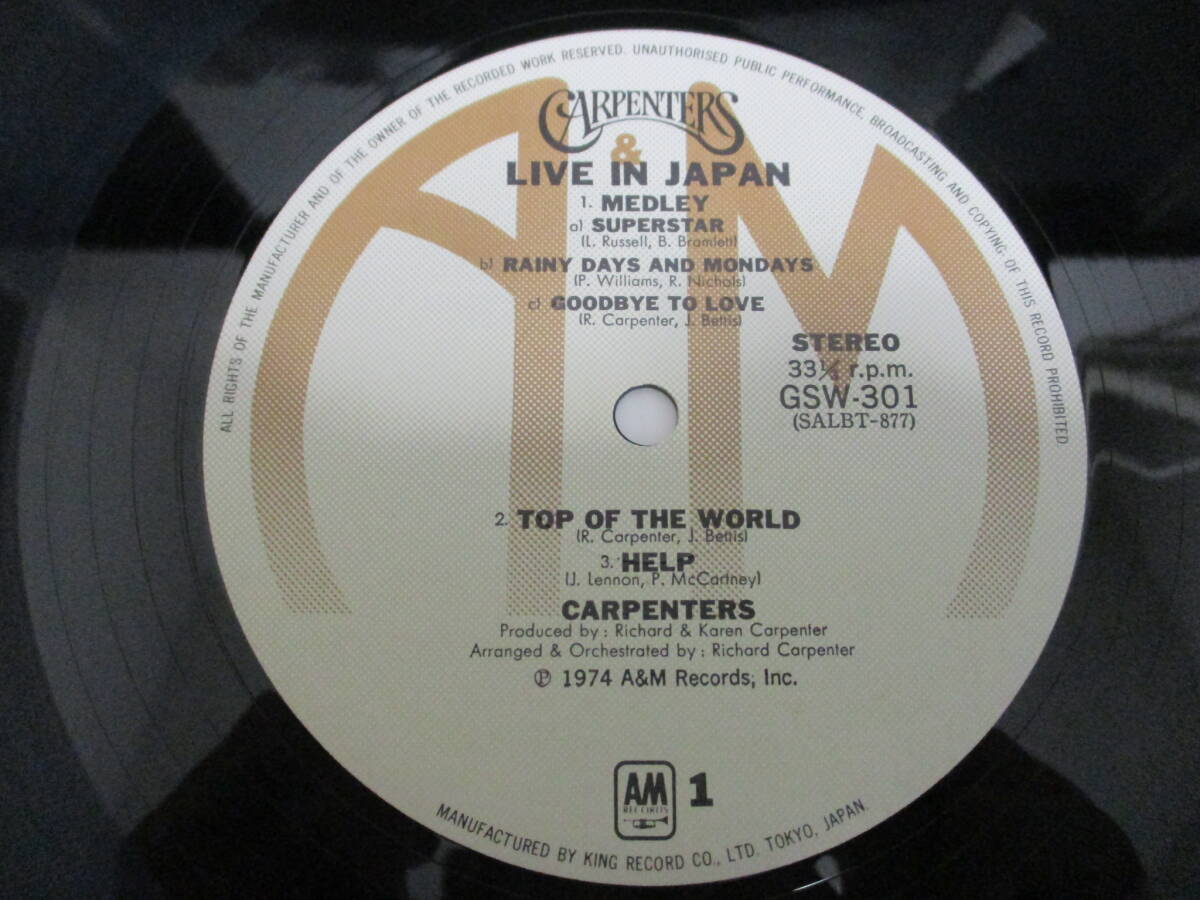 ALL RIGHTS OF THE MANUFACTURER AND OF THE OWNER OF THE RECORDED WORK RESERVED. UNAUTHORISED PUBLIC PERFORMANCE, BROADCASTING AND COPYING OF THIS RECORD PROHIBITED.
CARPENTERS
&
LIVE IN JAPAN
1. MEDLEY
a) SUPERSTAR
(L. Russell, B. Bramlett)
b) RAINY DAYS AND MONDAYS
(P. Williams, R. Nichols)
c) GOODBYE TO LOVE
(R. Carpenter, J. Bettis)
STEREO
33⅓ r.p.m.
GSW-301
(SALBT-877)
2. TOP OF THE WORLD
(R. Carpenter, J. Bettis)
3. HELP
(J. Lennon, P. McCartney)
CARPENTERS
Produced by : Richard & Karen Carpenter
Arranged & Orchestrated by : Richard Carpenter
Ⓟ 1974 A&M Records, Inc.
AM 1
RECORDS
MANUFACTURED BY KING RECORD CO., LTD. TOKYO, JAPAN.